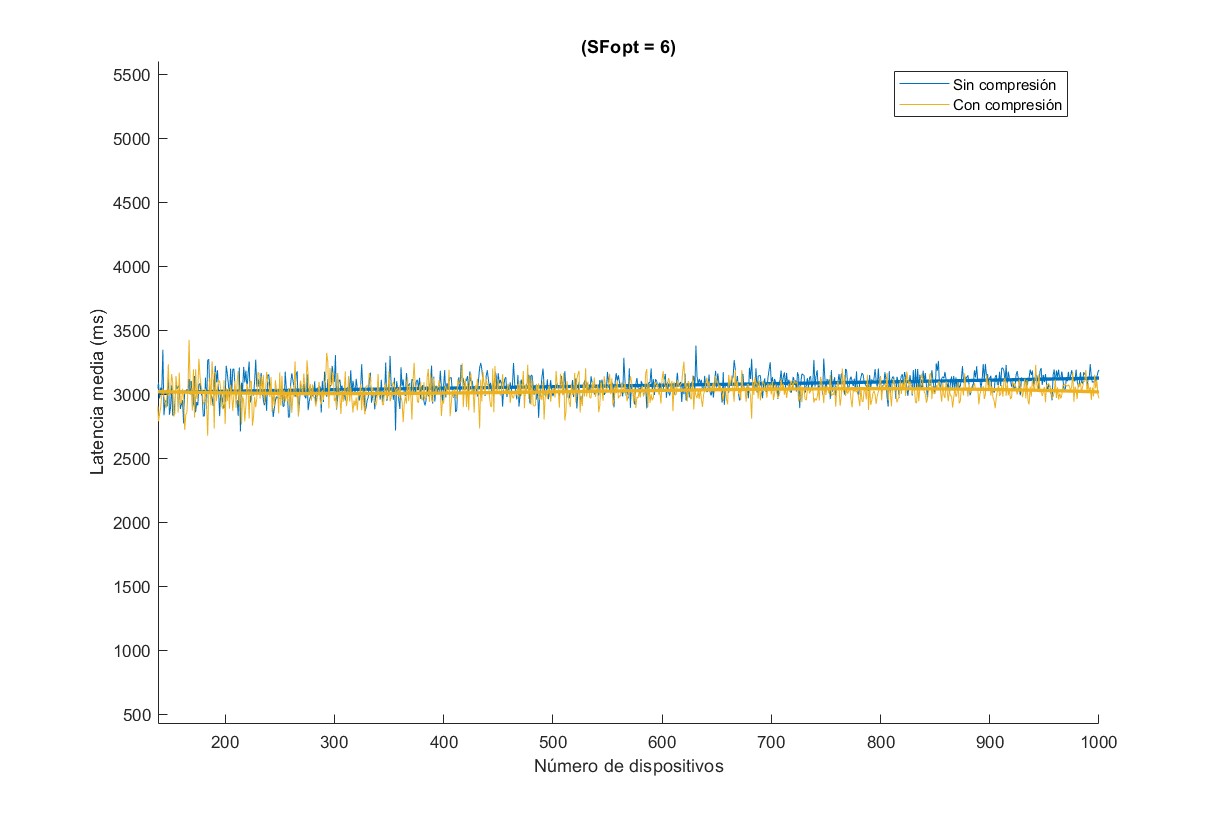 (SFopt = 6)
Sin compresión
Con compresión
5500
5000
4500
4000
3500
3000
2500
2000
1500
1000
500
Latencia media (ms)
200 300 400 500 600 700 800 900 1000
Número de dispositivos